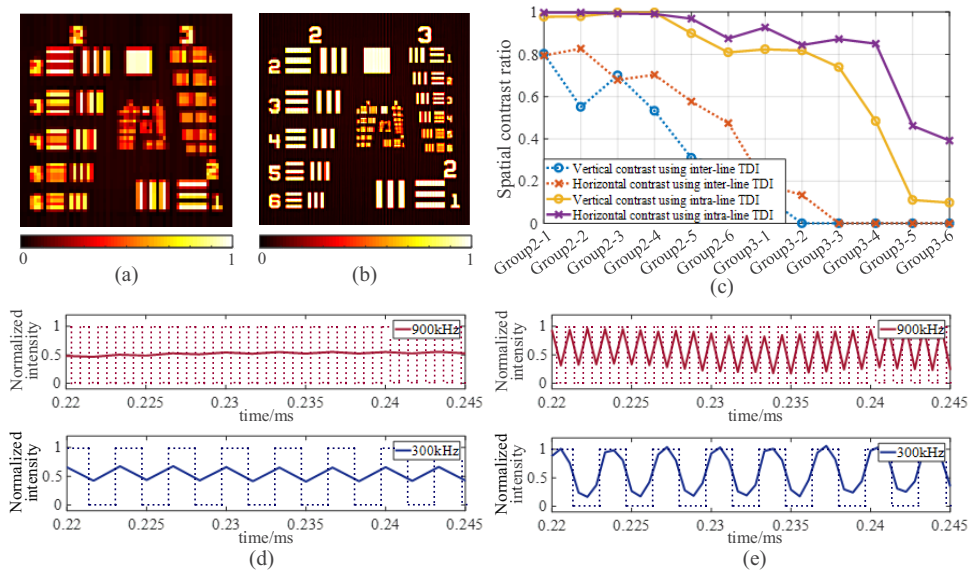 2 3
2 1
3
4
5
6
2 1
0 1
(a)
2 3
2 1
3 2
4 3
5 4
6 5
2
1
0 1
(b)
Spatial contrast ratio
1
0.8
0.6
0.4
0.2
0
Vertical contrast using inter-line TDI
Horizontal contrast using inter-line TDI
Vertical contrast using intra-line TDI
Horizontal contrast using intra-line TDI
Group2-1 Group2-2 Group2-3 Group2-4 Group2-5 Group2-6 Group3-1 Group3-2 Group3-3 Group3-4 Group3-5 Group3-6
(c)
Normalized
intensity
1
0.5
0
900kHz
0.22 0.225 0.23 0.235 0.24 0.245
time/ms
Normalized
intensity
1
0.5
0
300kHz
0.22 0.225 0.23 0.235 0.24 0.245
time/ms
(d)
Normalized
intensity
1
0.5
0
900kHz
0.22 0.225 0.23 0.235 0.24 0.245
time/ms
Normalized
intensity
1
0.5
0
300kHz
0.22 0.225 0.23 0.235 0.24 0.245
time/ms
(e)